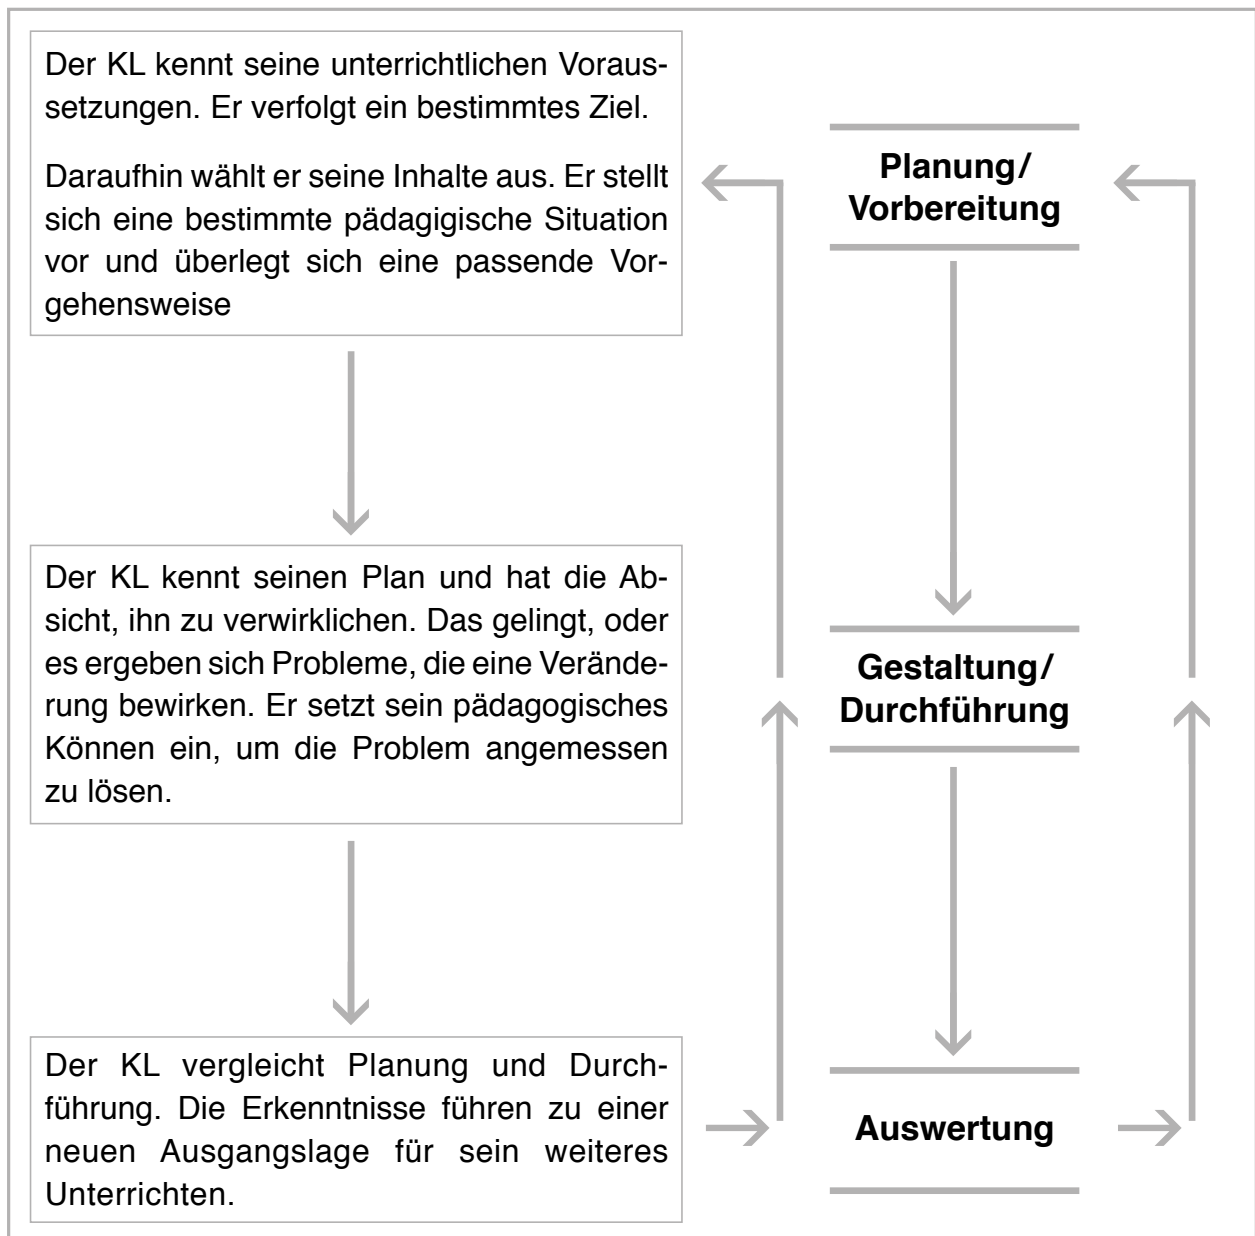 Der KL kennt seine unterrichtlichen Voraus-
setzungen. Er verfolgt ein bestimmtes Ziel.
Daraufhin wählt er seine Inhalte aus. Er stellt
sich eine bestimmte pädagigische Situation
vor und überlegt sich eine passende Vor-
gehensweise
Planung/
Vorbereitung
Der KL kennt seinen Plan und hat die Ab-
sicht, ihn zu verwirklichen. Das gelingt, oder
es ergeben sich Probleme, die eine Verände-
rung bewirken. Er setzt sein pädagogisches
Können ein, um die Problem angemessen
zu lösen.
Gestaltung/
Durchführung
Der KL vergleicht Planung und Durch-
führung. Die Erkenntnisse führen zu einer
neuen Ausgangslage für sein weiteres
Unterrichten.
Auswertung